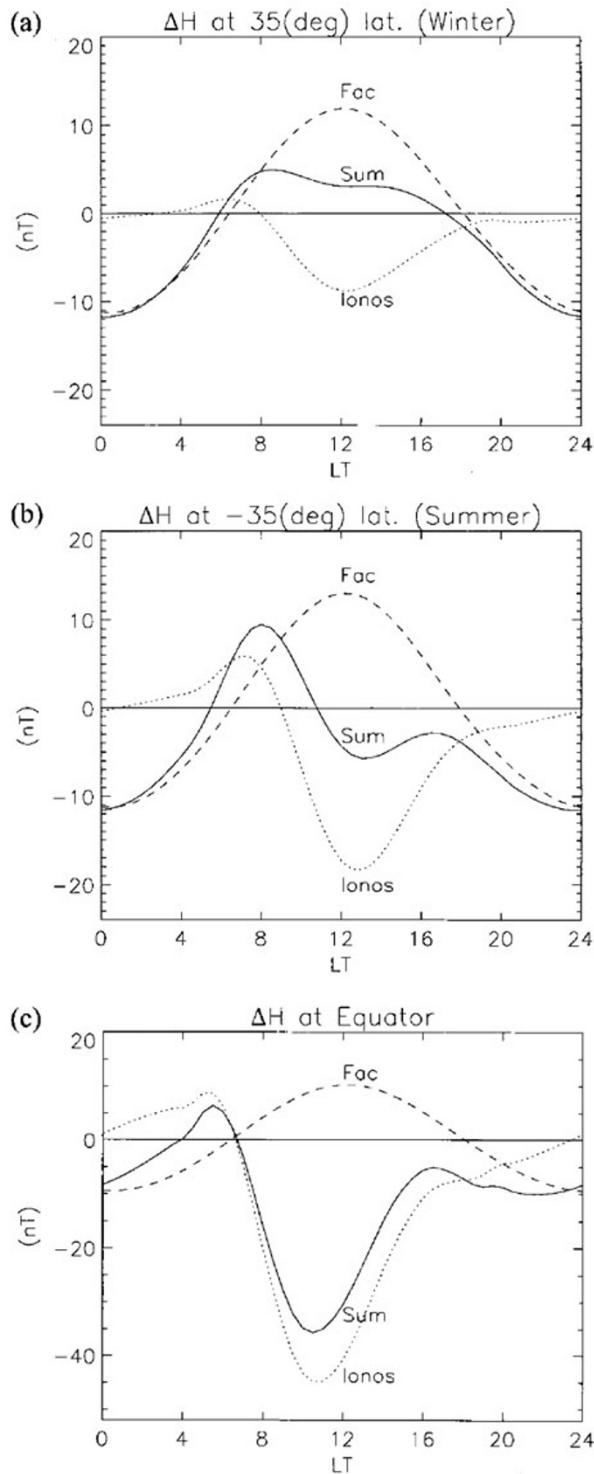 (a)
ΔH at 35(deg) lat. (Winter)
20
10
0
−10
−20
(nT)
Fac
Sum
Ionos
0 4 8 12 16 20 24
LT
(b)
ΔH at −35(deg) lat. (Summer)
20
10
0
−10
−20
(nT)
Fac
Sum
Ionos
0 4 8 12 16 20 24
LT
(c)
ΔH at Equator
20
0
−20
−40
(nT)
Fac
Sum
Ionos
0 4 8 12 16 20 24
LT